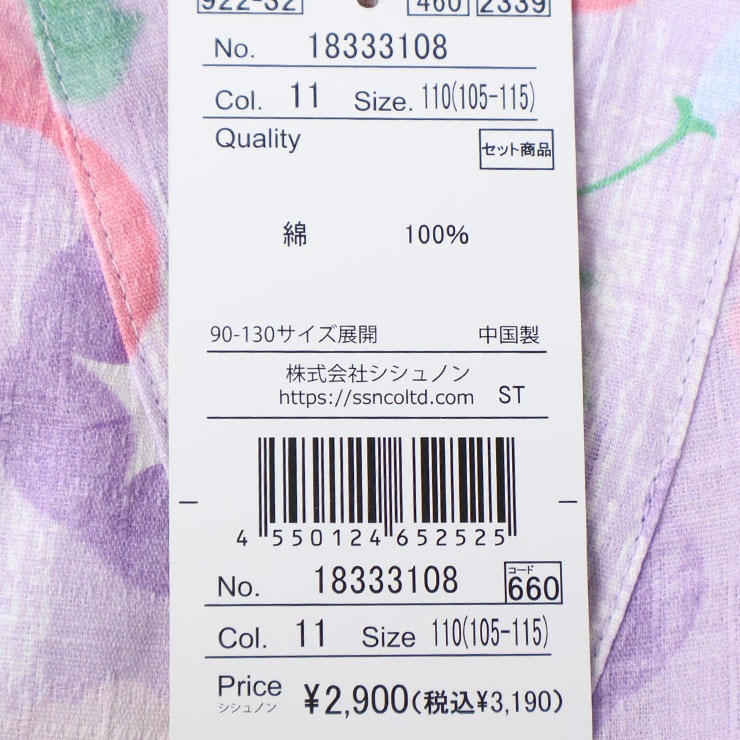 922-32 460 2339
No. 18333108
Col. 11 Size. 110(105-115)
Quality セット商品
綿 100%
90-130サイズ展開 中国製
株式会社シシュノン
https://ssncoltd.com ST
4 550124 652525
No. 18333108 コード 660
Col. 11 Size 110(105-115)
Price シシュノン ¥2,900(税込¥3,190)